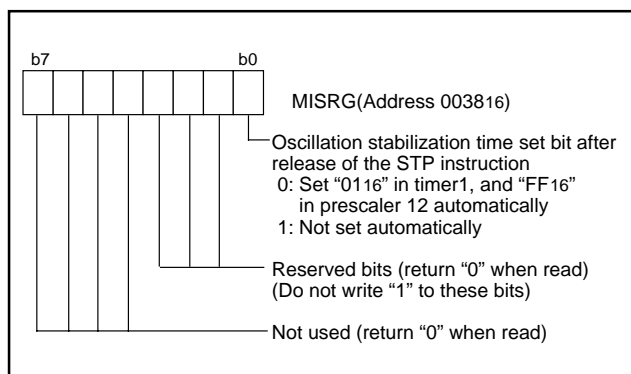 b7 b0
MISRG(Address 003816)
Oscillation stabilization time set bit after
release of the STP instruction
0: Set “0116” in timer1, and “FF16”
in prescaler 12 automatically
1: Not set automatically
Reserved bits (return “0” when read)
(Do not write “1” to these bits)
Not used (return “0” when read)